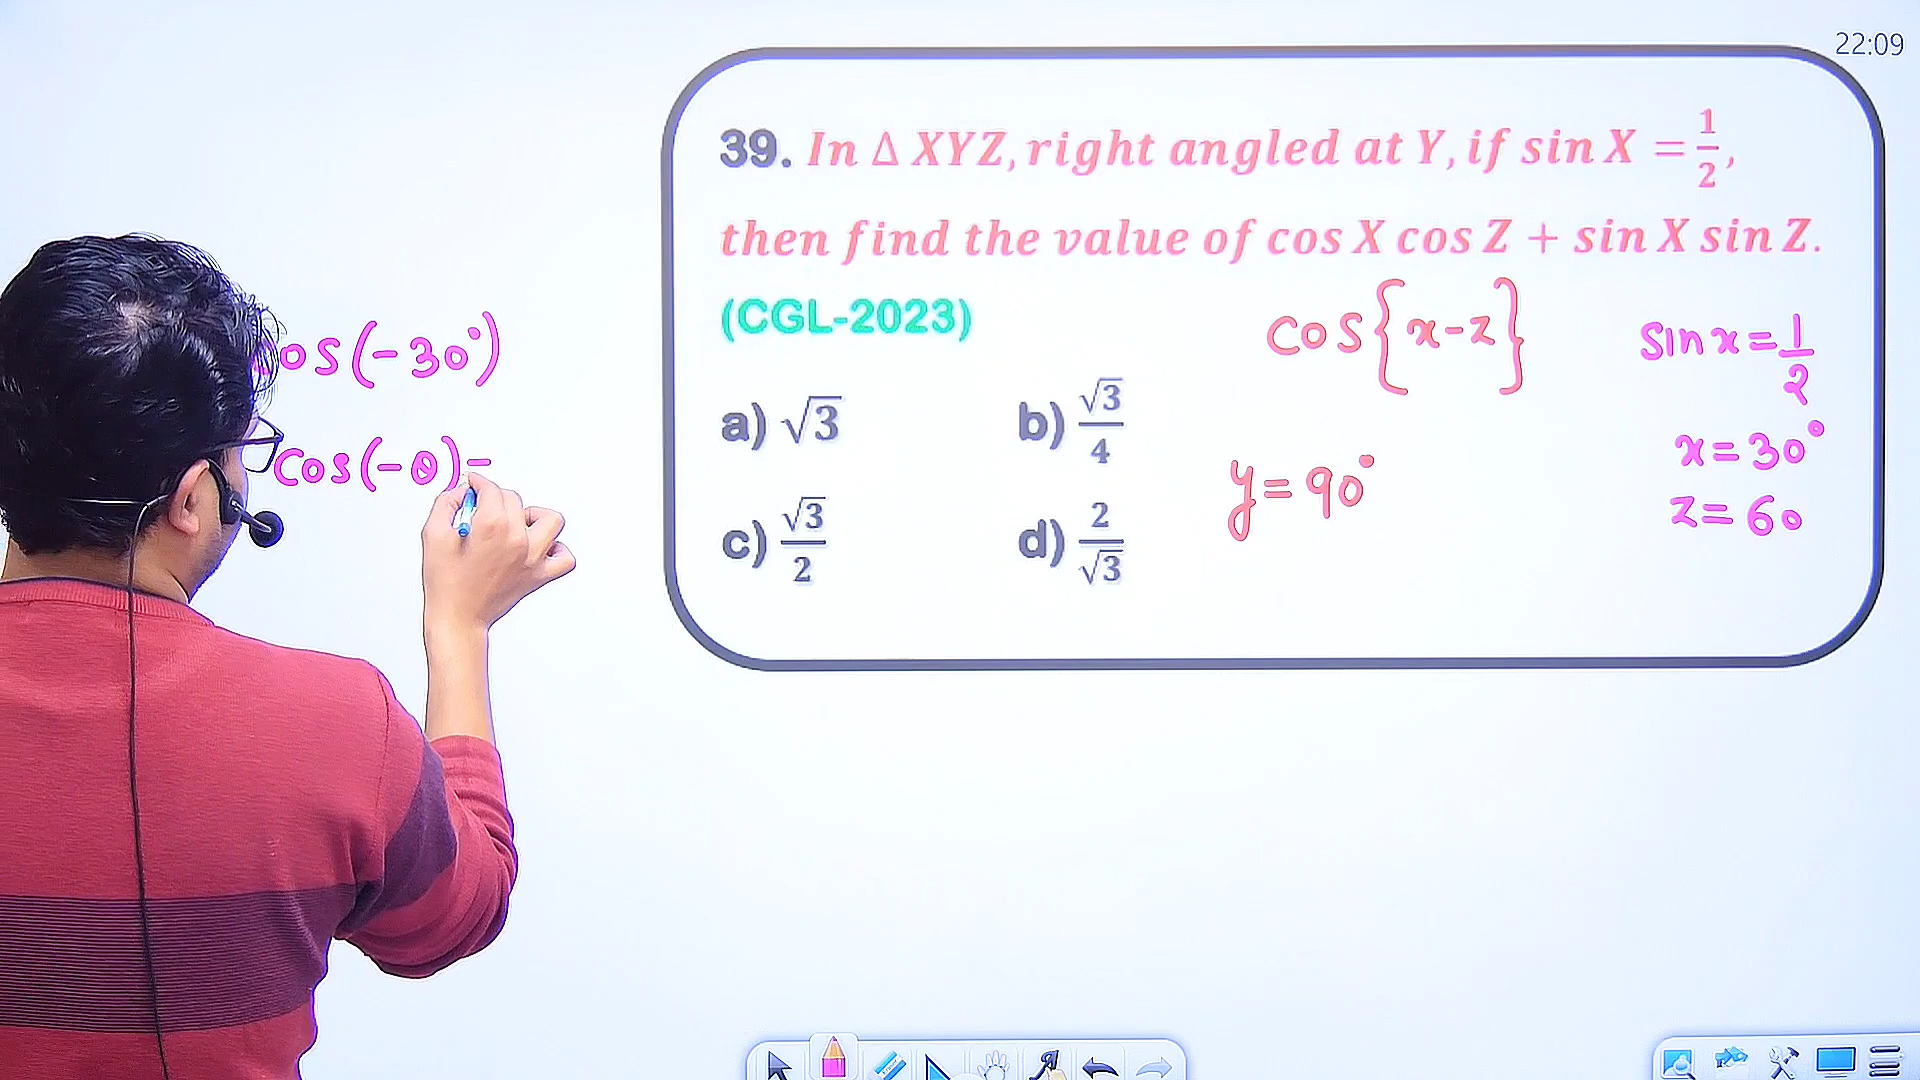 22:09
39. In Δ XYZ, right angled at Y, if sin X = 1/2,
then find the value of cos X cos Z + sin X sin Z.
(CGL-2023)
a) √3
b) √3/4
c) √3/2
d) 2/√3
cos{x-z}
y=90°
sin x=1/2
x=30°
z=60
os(-30°)
cos(-θ)=